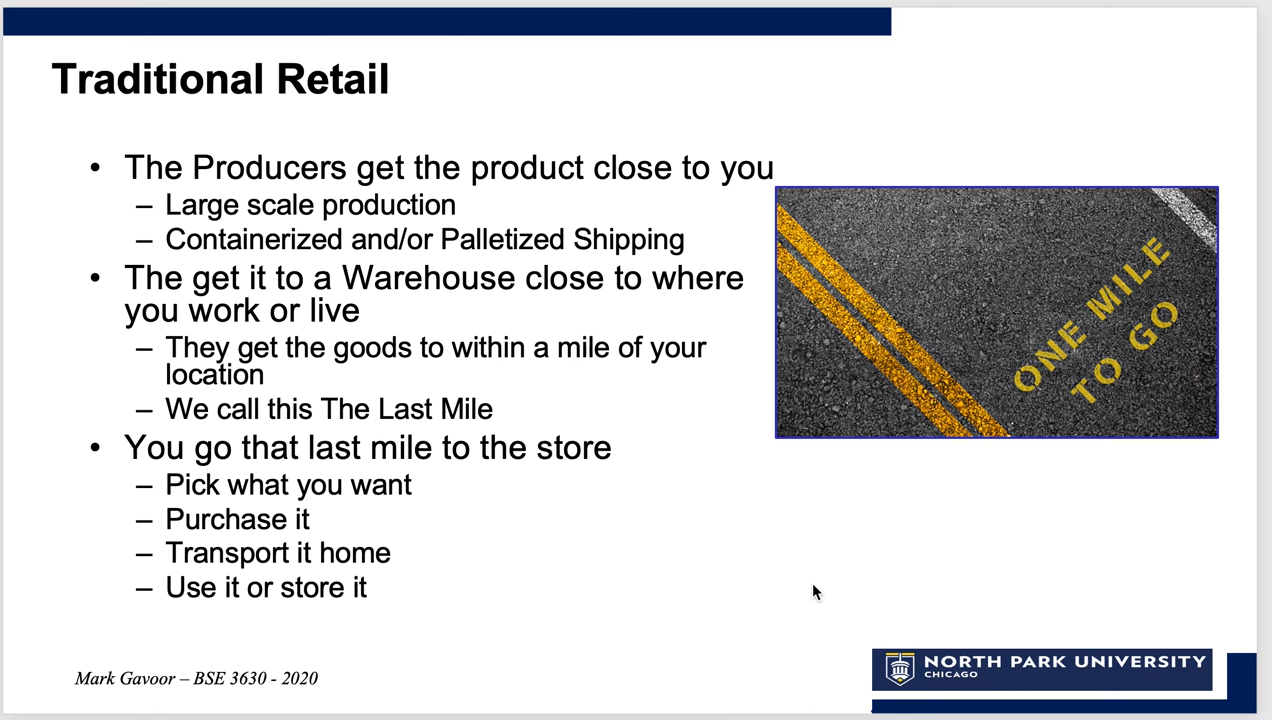 Traditional Retail
• The Producers get the product close to you
– Large scale production
– Containerized and/or Palletized Shipping
• The get it to a Warehouse close to where
you work or live
– They get the goods to within a mile of your
location
– We call this The Last Mile
• You go that last mile to the store
– Pick what you want
– Purchase it
– Transport it home
– Use it or store it
ONE MILE
TO GO
Mark Gavoor – BSE 3630 - 2020
NORTH PARK UNIVERSITY
CHICAGO